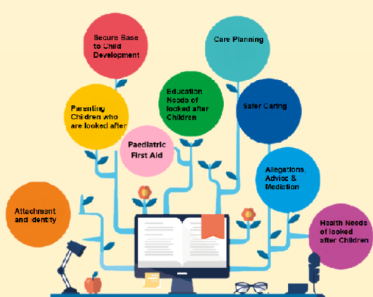 Secure Base
to Child
Development
Care Planning
Parenting
Children who
are looked after
Education
Needs of
looked after
Children
Safer Caring
Paediatric
First Aid
Allegations,
Advice &
Mediation
Attachment
and Identity
Health Needs
of looked
after Children